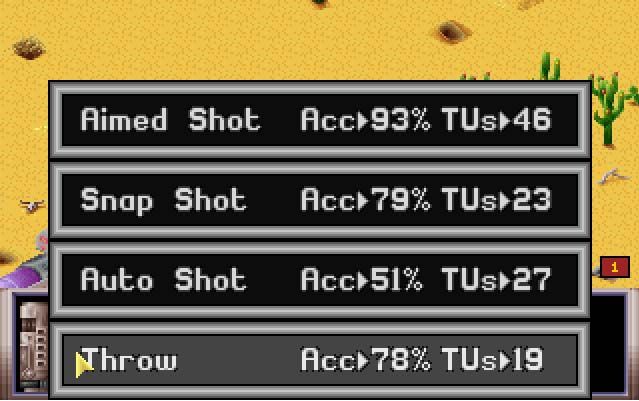 Aimed Shot Acc▸93% TUs▸46
Snap Shot Acc▸79% TUs▸23
Auto Shot Acc▸51% TUs▸27
1
Throw Acc▸78% TUs▸19